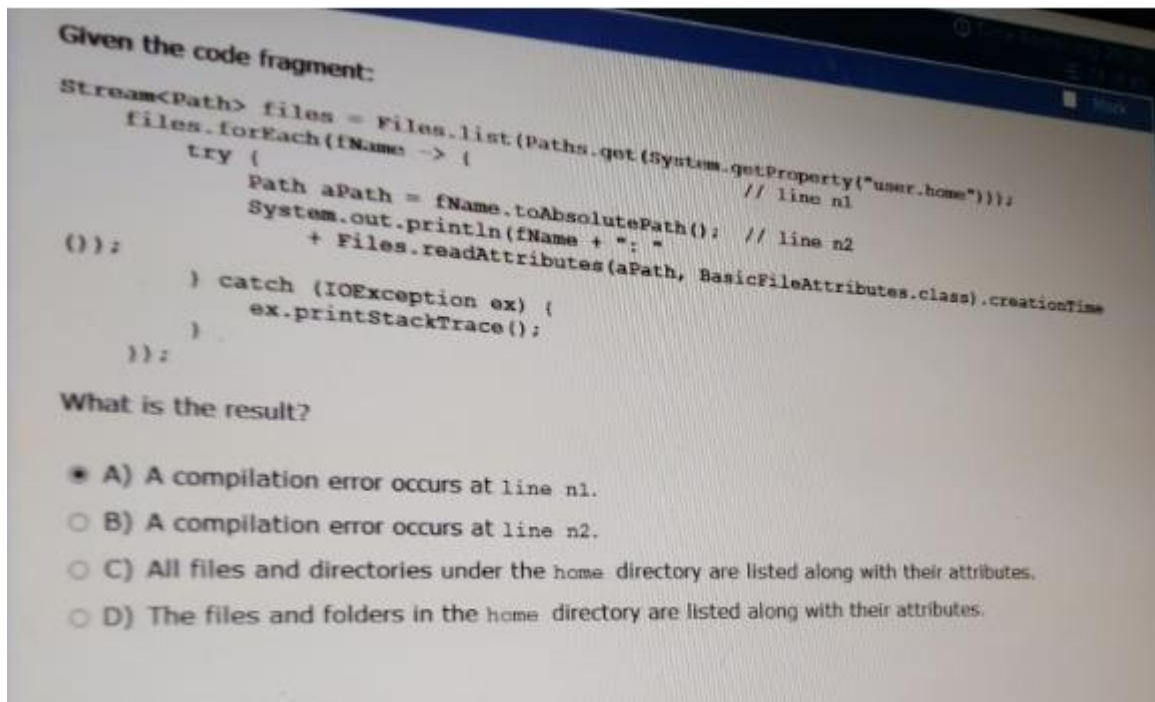 Given the code fragment:
Stream<Path> files = Files.list(Paths.get(System.getProperty("user.home")));
files.forEach(fName -> { // line n1
try {
Path aPath = fName.toAbsolutePath(); // line n2
System.out.println(fName + ": "
+ Files.readAttributes(aPath, BasicFileAttributes.class).creationTime
());
} catch (IOException ex) {
ex.printStackTrace();
}
});
What is the result?
A) A compilation error occurs at line n1.
B) A compilation error occurs at line n2.
C) All files and directories under the home directory are listed along with their attributes.
D) The files and folders in the home directory are listed along with their attributes.
Mark